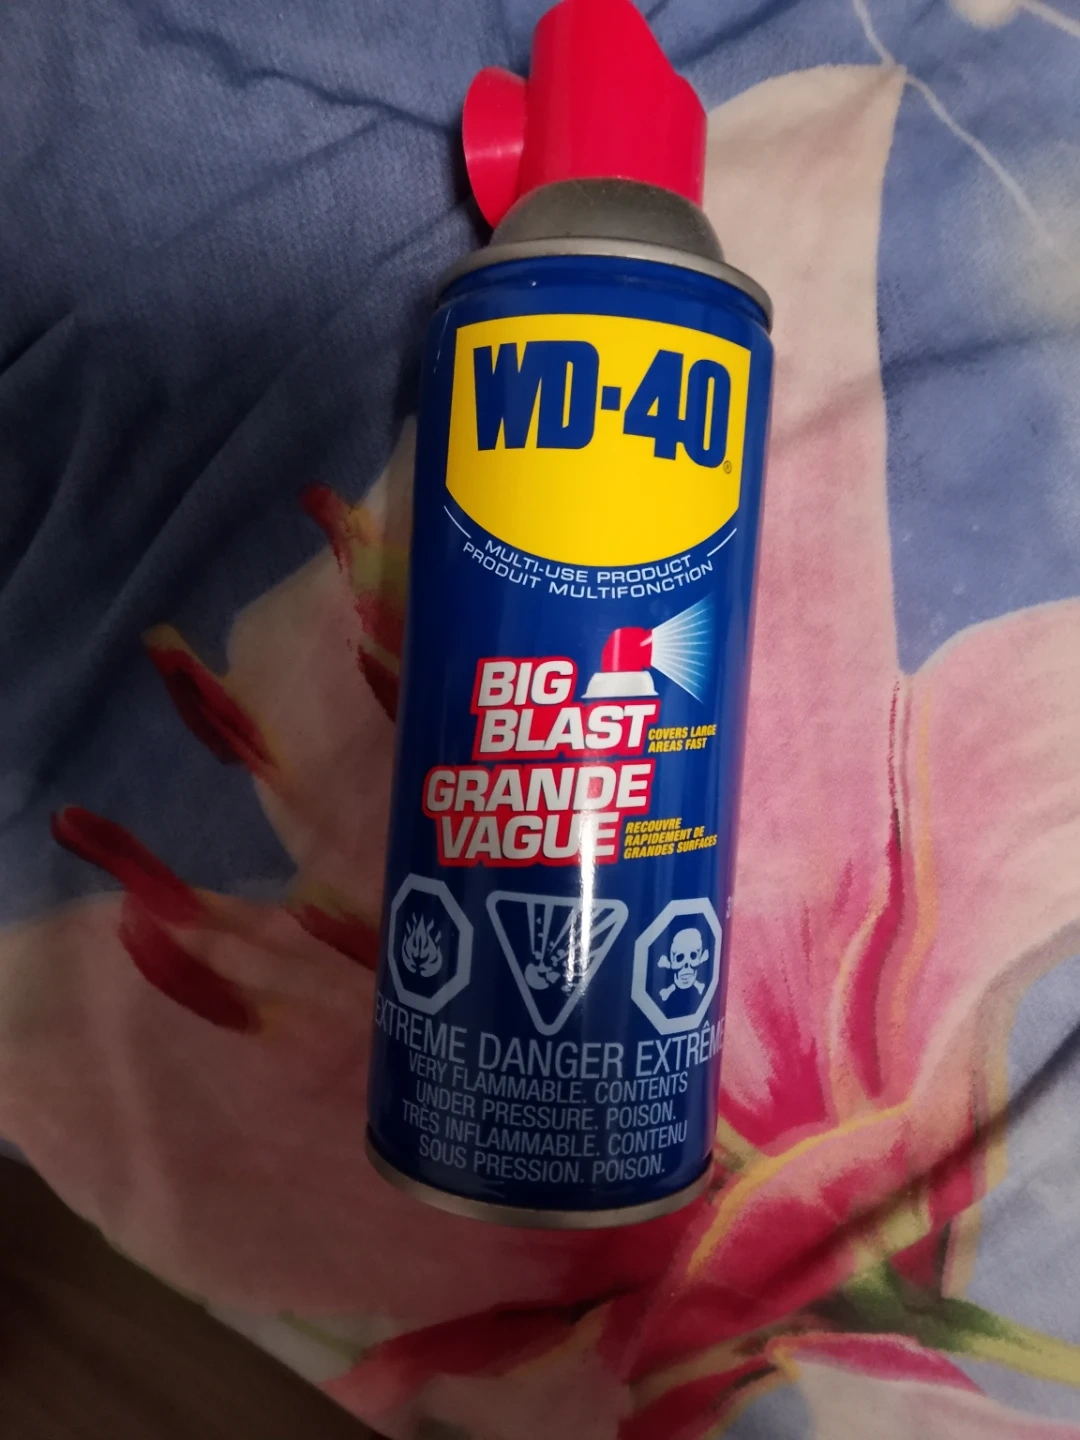 WD-40®
MULTI-USE PRODUCT
PRODUIT MULTIFONCTION
BIG
BLAST
COVERS LARGE
AREAS FAST
GRANDE
VAGUE
RECOUVRE
RAPIDEMENT DE
GRANDES SURFACES
EXTREME DANGER EXTRÊME
VERY FLAMMABLE. CONTENTS
UNDER PRESSURE. POISON.
TRÈS INFLAMMABLE. CONTENU
SOUS PRESSION. POISON.